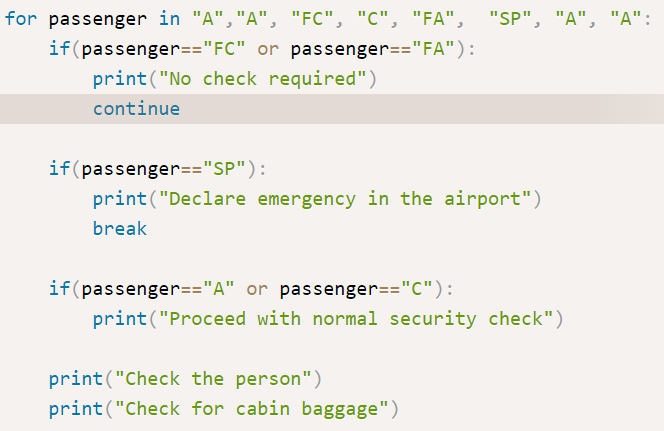 for passenger in "A","A", "FC", "C", "FA",  "SP", "A", "A":
    if(passenger=="FC" or passenger=="FA"):
        print("No check required")
        continue

    if(passenger=="SP"):
        print("Declare emergency in the airport")
        break

    if(passenger=="A" or passenger=="C"):
        print("Proceed with normal security check")

    print("Check the person")
    print("Check for cabin baggage")